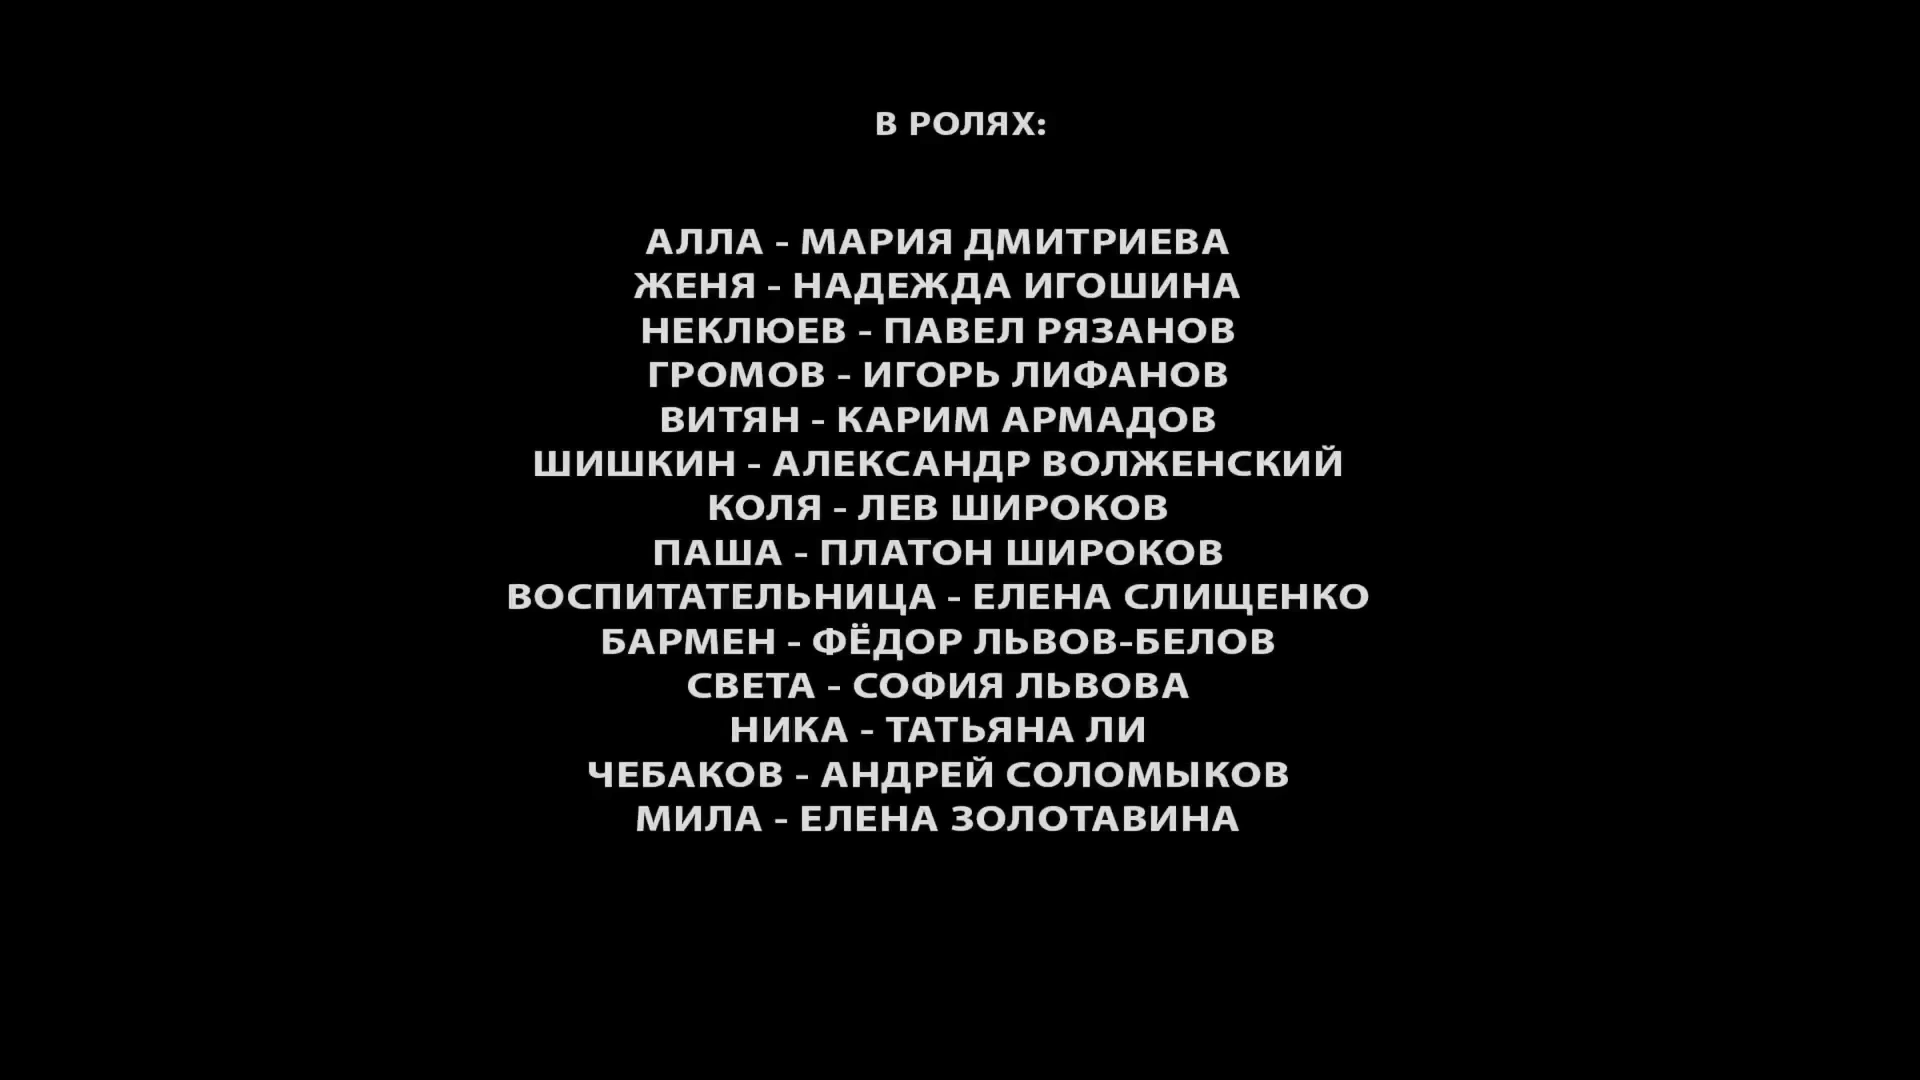 В РОЛЯХ:
АЛЛА - МАРИЯ ДМИТРИЕВА
ЖЕНЯ - НАДЕЖДА ИГОШИНА
НЕКЛЮЕВ - ПАВЕЛ РЯЗАНОВ
ГРОМОВ - ИГОРЬ ЛИФАНОВ
ВИТЯН - КАРИМ АРМАДОВ
ШИШКИН - АЛЕКСАНДР ВОЛЖЕНСКИЙ
КОЛЯ - ЛЕВ ШИРОКОВ
ПАША - ПЛАТОН ШИРОКОВ
ВОСПИТАТЕЛЬНИЦА - ЕЛЕНА СЛИЩЕНКО
БАРМЕН - ФЁДОР ЛЬВОВ-БЕЛОВ
СВЕТА - СОФИЯ ЛЬВОВА
НИКА - ТАТЬЯНА ЛИ
ЧЕБАКОВ - АНДРЕЙ СОЛОМЫКОВ
МИЛА - ЕЛЕНА ЗОЛОТАВИНА